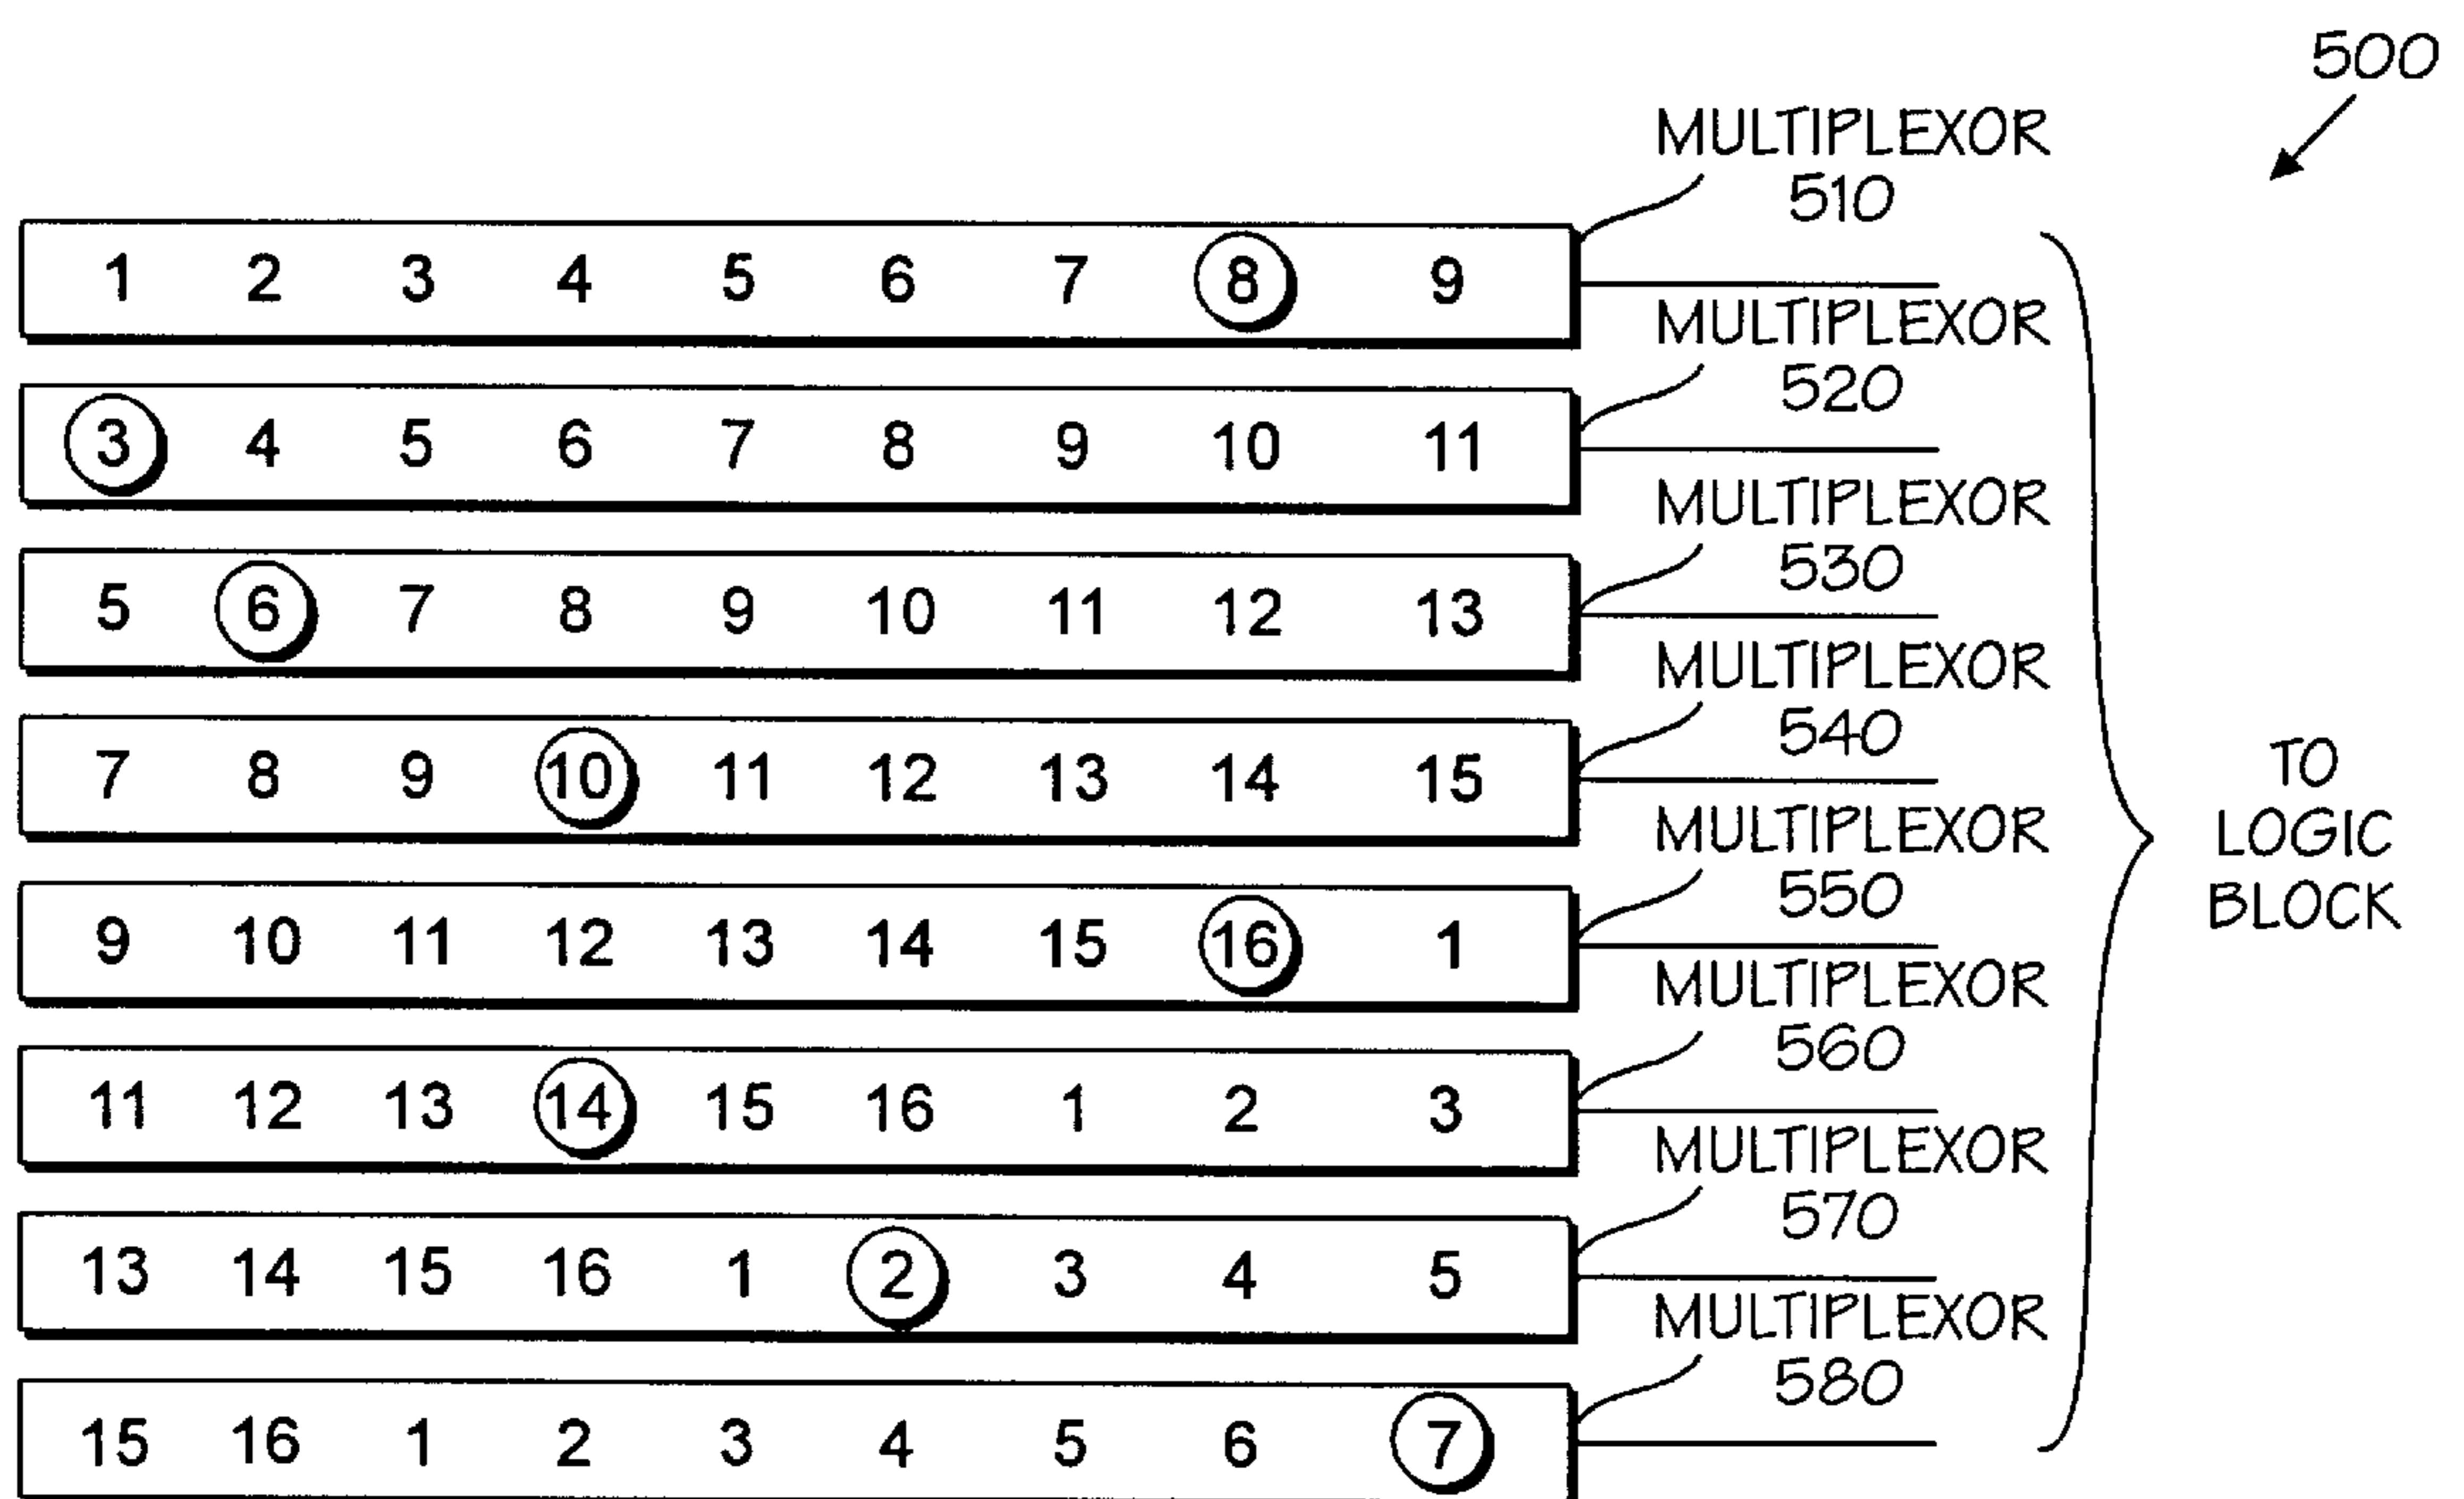 500
MULTIPLEXOR
510
1 2 3 4 5 6 7 8 9
MULTIPLEXOR
520
3 4 5 6 7 8 9 10 11
MULTIPLEXOR
530
5 6 7 8 9 10 11 12 13
MULTIPLEXOR
540
7 8 9 10 11 12 13 14 15
MULTIPLEXOR
550
9 10 11 12 13 14 15 16 1
MULTIPLEXOR
560
11 12 13 14 15 16 1 2 3
MULTIPLEXOR
570
13 14 15 16 1 2 3 4 5
MULTIPLEXOR
580
15 16 1 2 3 4 5 6 7
TO
LOGIC
BLOCK